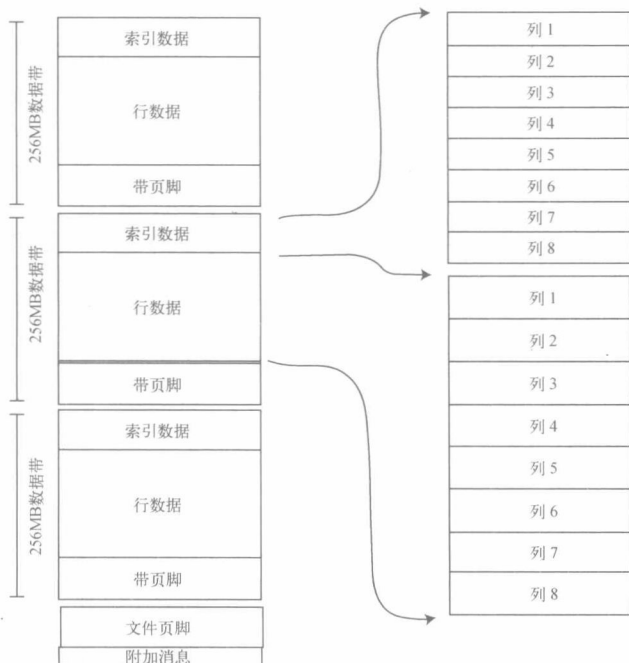 256MB数据带
索引数据
行数据
带页脚
256MB数据带
索引数据
行数据
带页脚
256MB数据带
索引数据
行数据
带页脚
文件页脚
附加消息
列 1
列 2
列 3
列 4
列 5
列 6
列 7
列 8
列 1
列 2
列 3
列 4
列 5
列 6
列 7
列 8